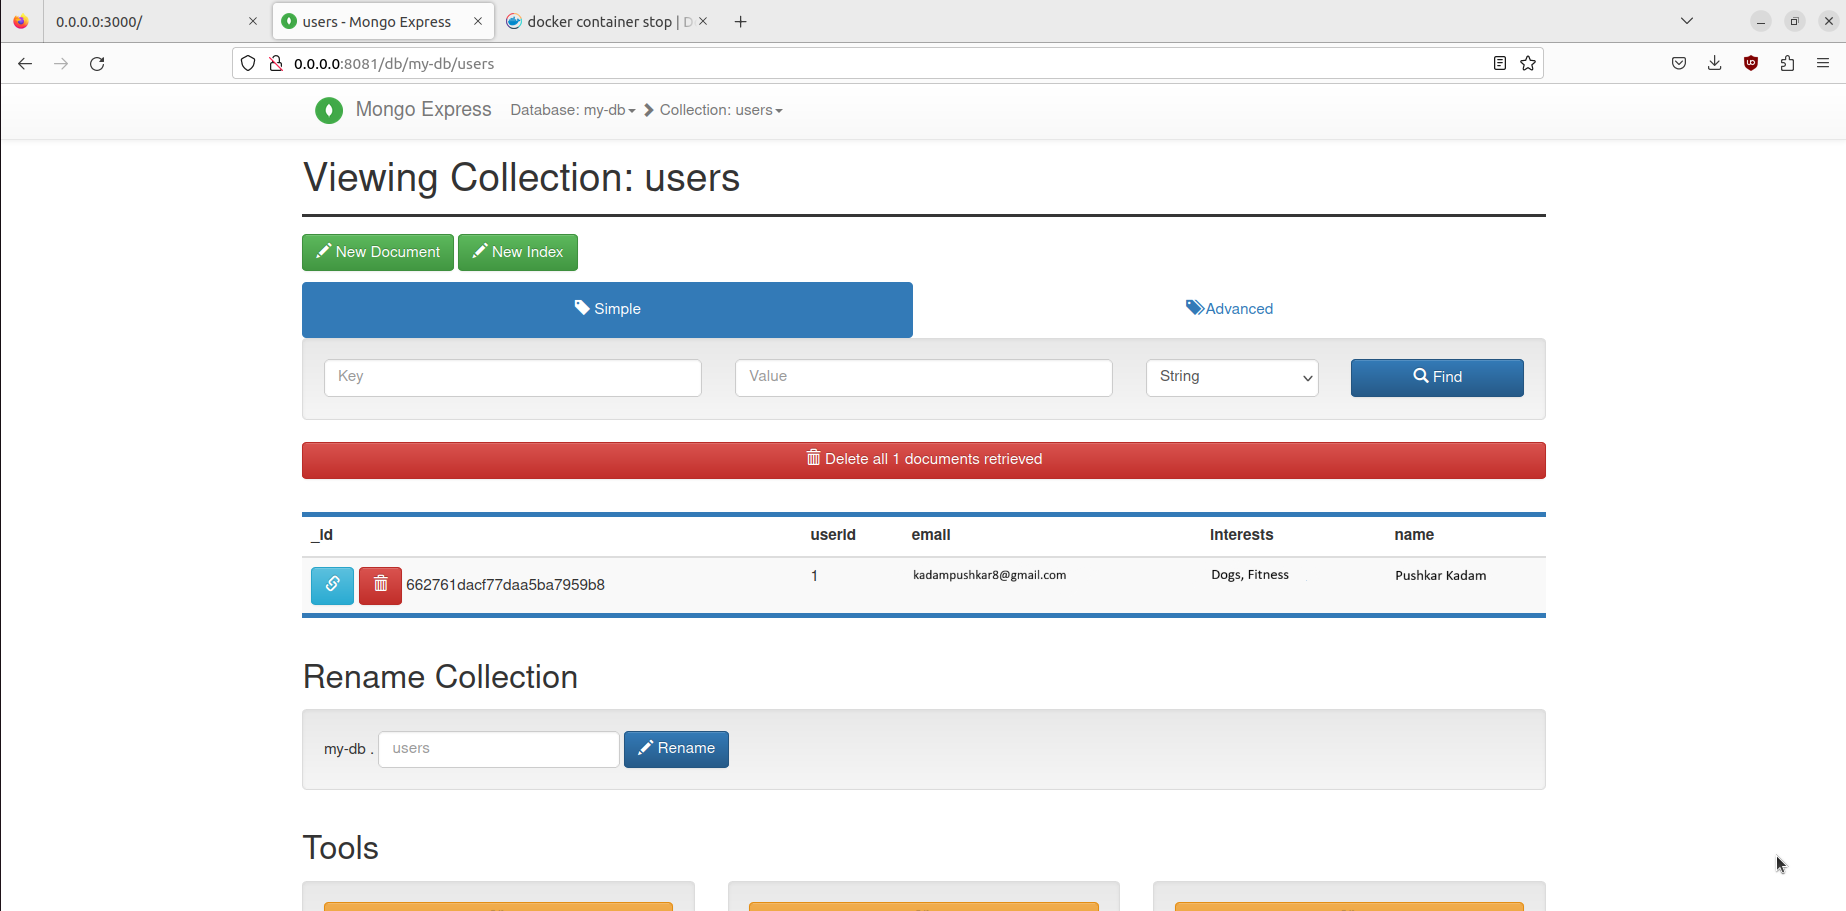 0.0.0.0:3000/
users - Mongo Express
docker container stop | D
0.0.0.0:8081/db/my-db/users
Mongo Express Database: my-db Collection: users
Viewing Collection: users
New Document New Index
Simple Advanced
Key Value String Find
Delete all 1 documents retrieved
_id userId email interests name
662761dacf77daa5ba7959b8 1 kadampushkar8@gmail.com Dogs, Fitness Pushkar Kadam
Rename Collection
my-db . users Rename
Tools